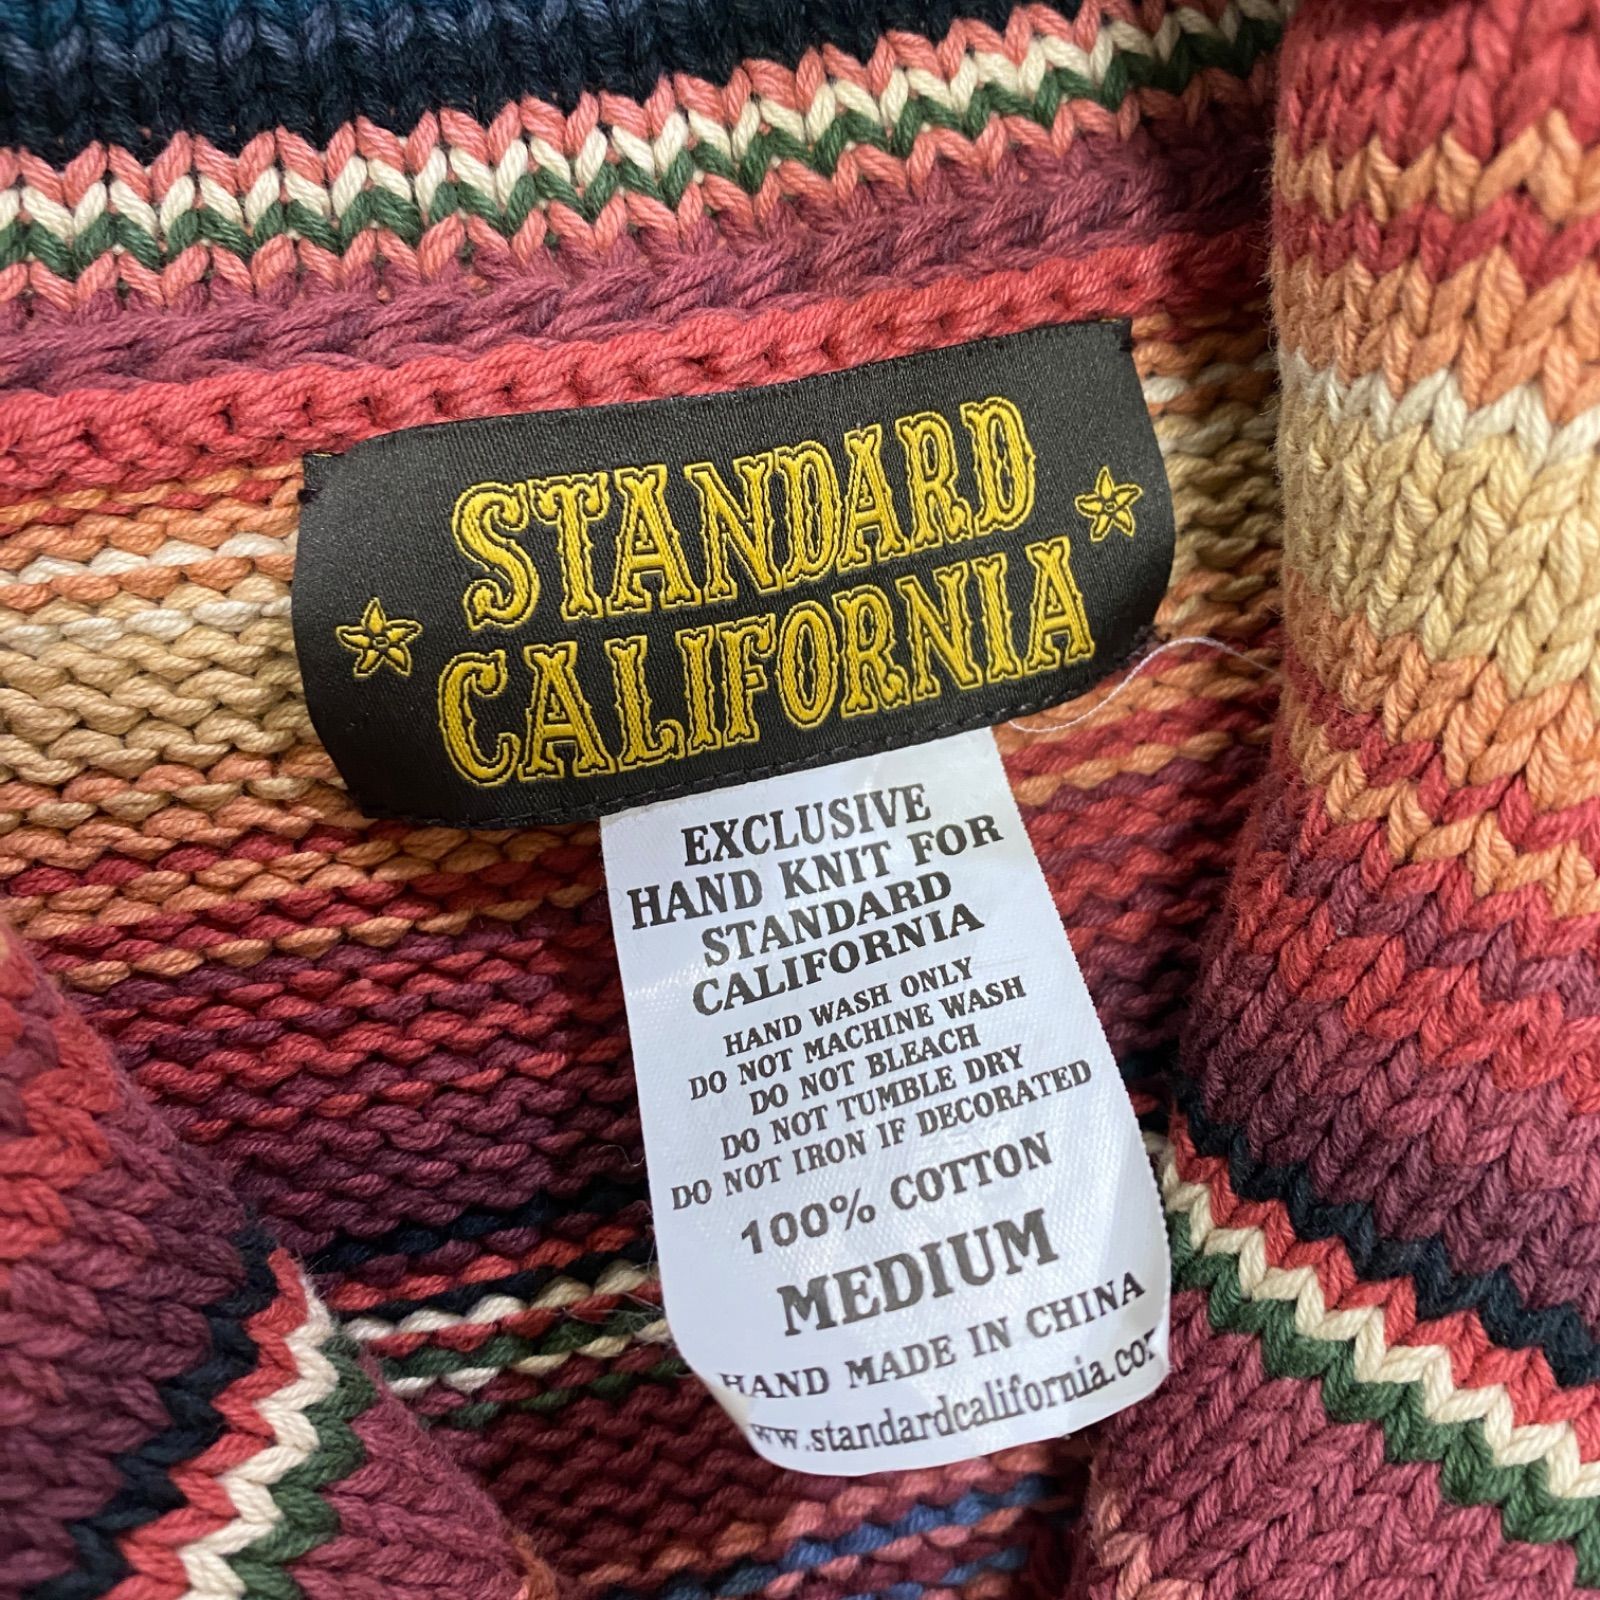 STANDARD
CALIFORNIA
EXCLUSIVE
HAND KNIT FOR
STANDARD
CALIFORNIA
HAND WASH ONLY
DO NOT MACHINE WASH
DO NOT BLEACH
DO NOT TUMBLE DRY
DO NOT IRON IF DECORATED
100% COTTON
MEDIUM
HAND MADE IN CHINA
www.standardcalifornia.com